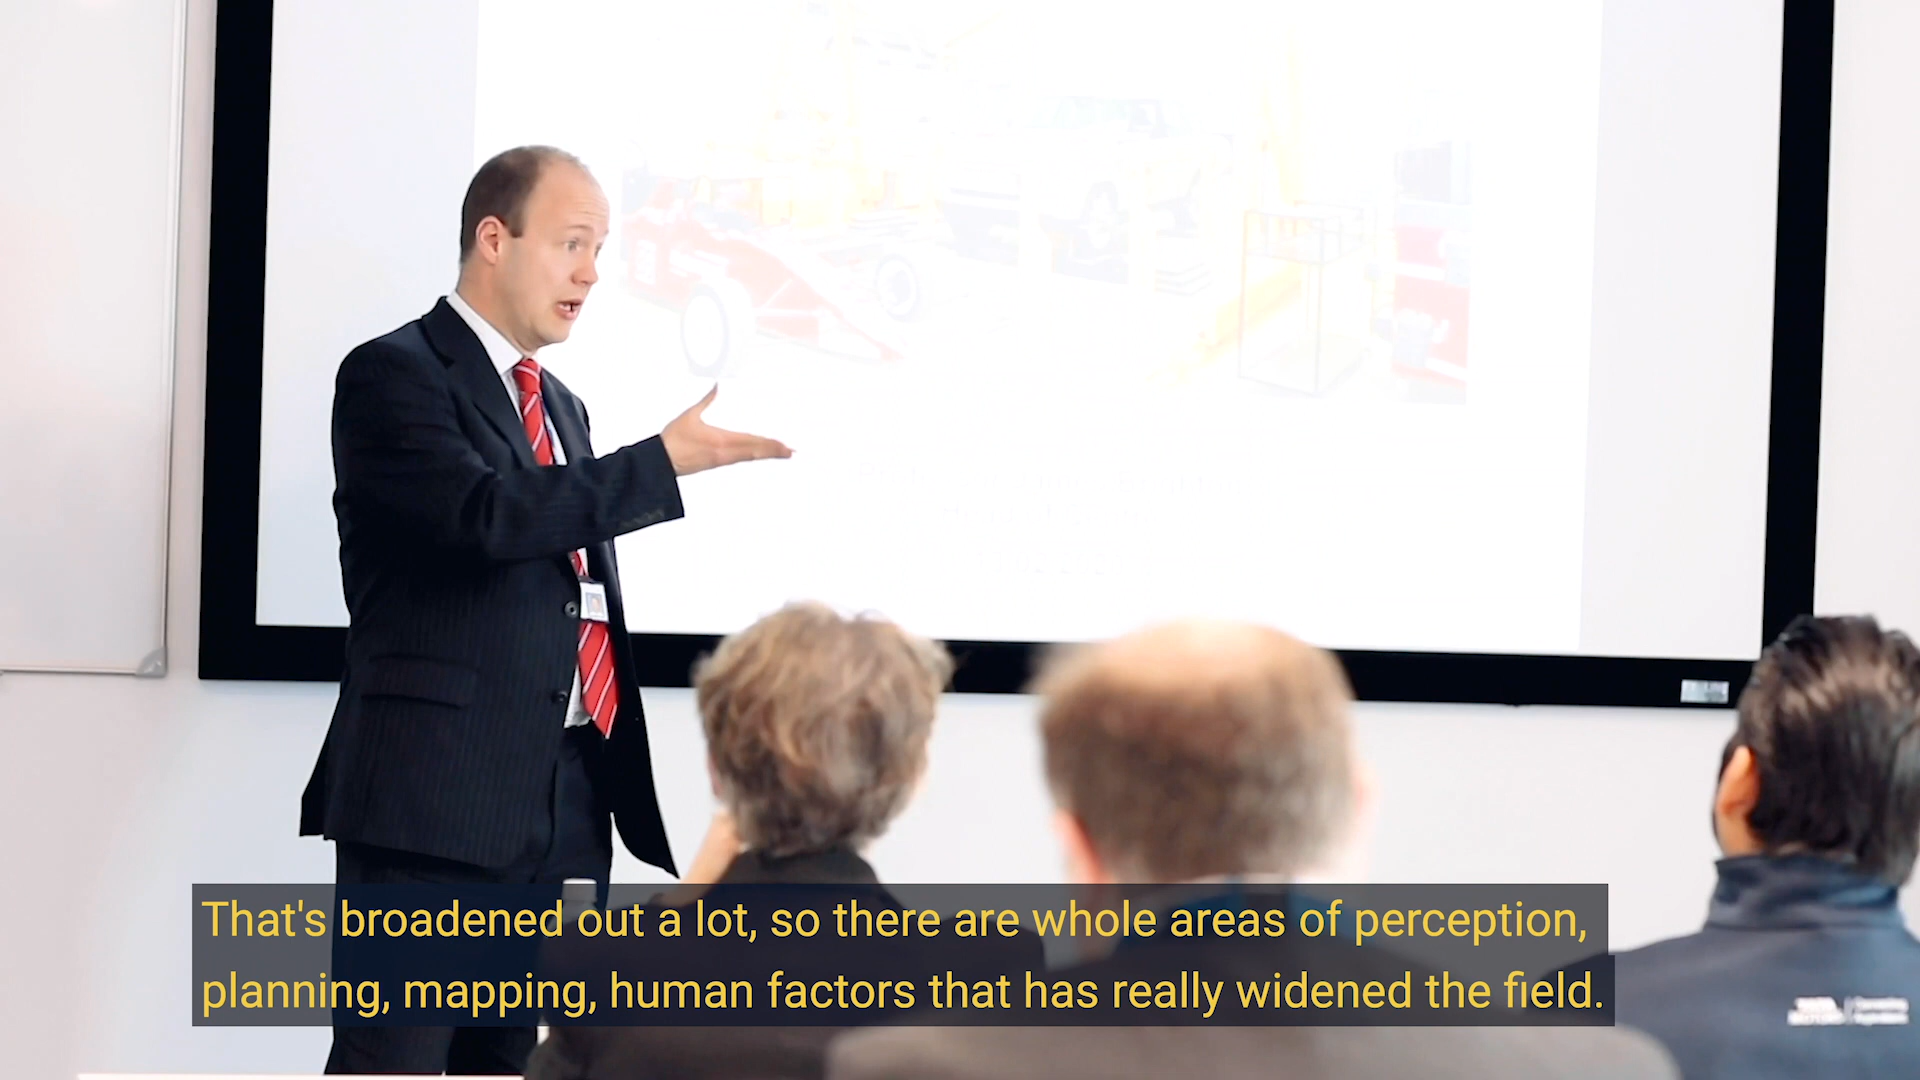 That's broadened out a lot, so there are whole areas of perception,
planning, mapping, human factors that has really widened the field.